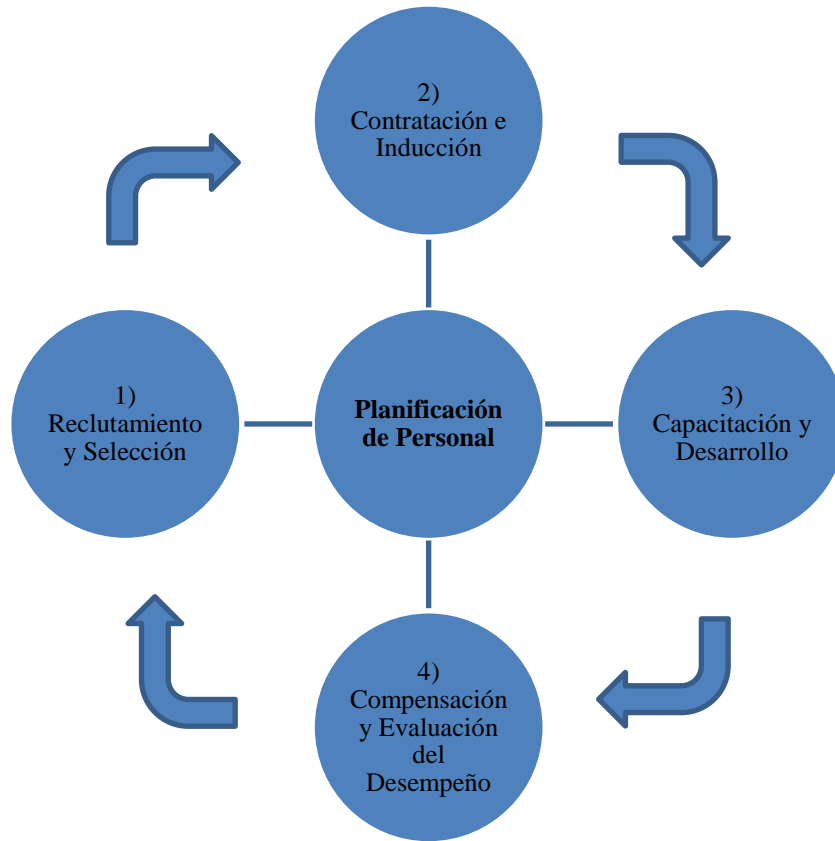 2)
Contratación e
Inducción
1)
Reclutamiento
y Selección
Planificación
de Personal
3)
Capacitación y
Desarrollo
4)
Compensación
y Evaluación
del
Desempeño